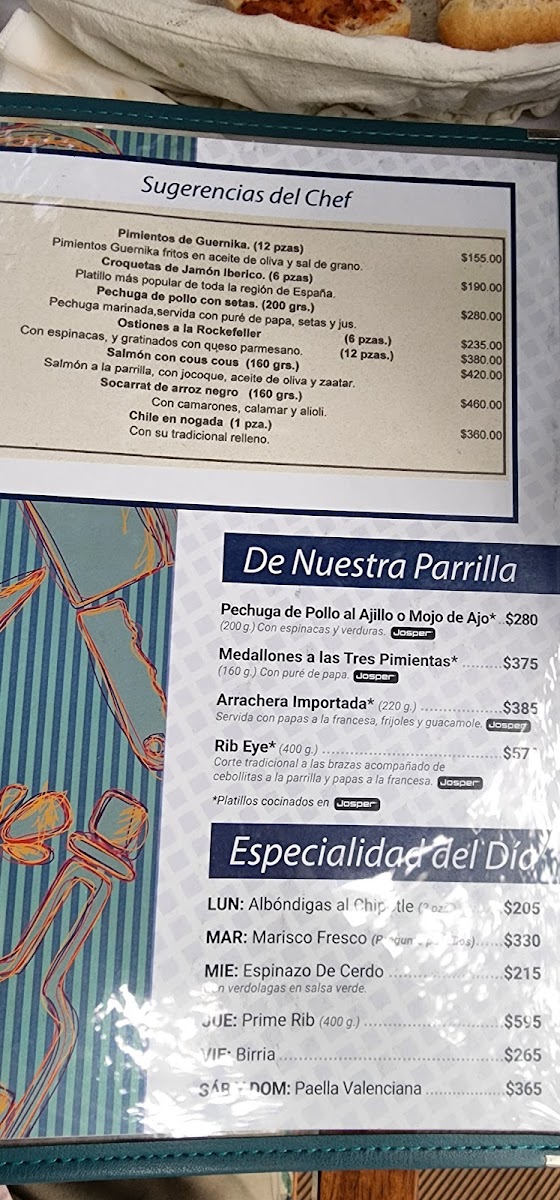 Sugerencias del Chef
Pimientos de Guernika. (12 pzas)
Pimientos Guernika fritos en aceite de oliva y sal de grano. $155.00
Croquetas de Jamón Iberico. (6 pzas)
Platillo más popular de toda la región de España. $190.00
Pechuga de pollo con setas. (200 grs.)
Pechuga marinada,servida con puré de papa, setas y jus. $280.00
Ostiones a la Rockefeller (6 pzas.) $235.00
Con espinacas, y gratinados con queso parmesano. (12 pzas.) $380.00
Salmón con cous cous (160 grs.) $420.00
Salmón a la parrilla, con jocoque, aceite de oliva y zaatar.
Socarrat de arroz negro (160 grs.) $460.00
Con camarones, calamar y alioli.
Chile en nogada (1 pza.) $360.00
Con su tradicional relleno.
De Nuestra Parrilla
Pechuga de Pollo al Ajillo o Mojo de Ajo* ..$280
(200 g.) Con espinacas y verduras. Josper
Medallones a las Tres Pimientas* .........$375
(160 g.) Con puré de papa. Josper
Arrachera Importada* (220 g.) ...................$385
Servida con papas a la francesa, frijoles y guacamole. Josper
Rib Eye* (400 g.) .........................................
Corte tradicional a las brazas acompañado de
cebollitas a la parrilla y papas a la francesa. Josper
*Platillos cocinados en Josper
Especialidad del Día
LUN: Albóndigas al $205
MAR: Marisco Fresco $330
MIE: Espinazo De Cerdo .........................$215
verdolagas en salsa verde.
JUE: Prime Rib (400 g.) ..............................$595
VIE: Birria ..................................................$265
SÁB Y DOM: Paella Valenciana .................$365